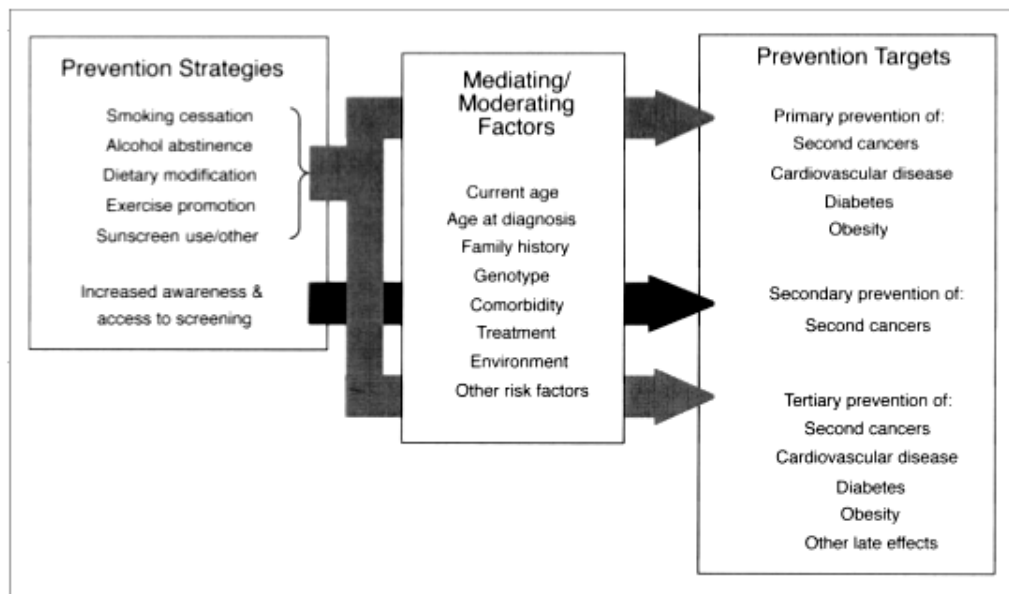 Prevention Strategies
Smoking cessation
Alcohol abstinence
Dietary modification
Exercise promotion
Sunscreen use/other
Increased awareness &
access to screening
Mediating/
Moderating
Factors
Current age
Age at diagnosis
Family history
Genotype
Comorbidity
Treatment
Environment
Other risk factors
Prevention Targets
Primary prevention of:
Second cancers
Cardiovascular disease
Diabetes
Obesity
Secondary prevention of:
Second cancers
Tertiary prevention of:
Second cancers
Cardiovascular disease
Diabetes
Obesity
Other late effects